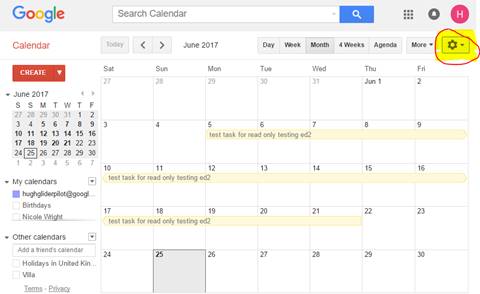 Google Search Calendar H
Calendar Today June 2017 Day Week Month 4 Weeks Agenda More
CREATE
Sat Sun Mon Tue Wed Thu Fri
27 28 29 30 31 Jun 1 2
3 4 5 6 7 8 9
test task for read only testing ed2
10 11 12 13 14 15 16
test task for read only testing ed2
17 18 19 20 21 22 23
test task for read only testing ed2
24 25 26 27 28 29 30
June 2017
S S M T W T F
27 28 29 30 31 1 2
3 4 5 6 7 8 9
10 11 12 13 14 15 16
17 18 19 20 21 22 23
24 25 26 27 28 29 30
1 2 3 4 5 6 7
My calendars
hughgliderpilot@googl...
Birthdays
Nicole Wright
Other calendars
Add a friend's calendar
Holidays in United Kin...
Villa
Terms - Privacy